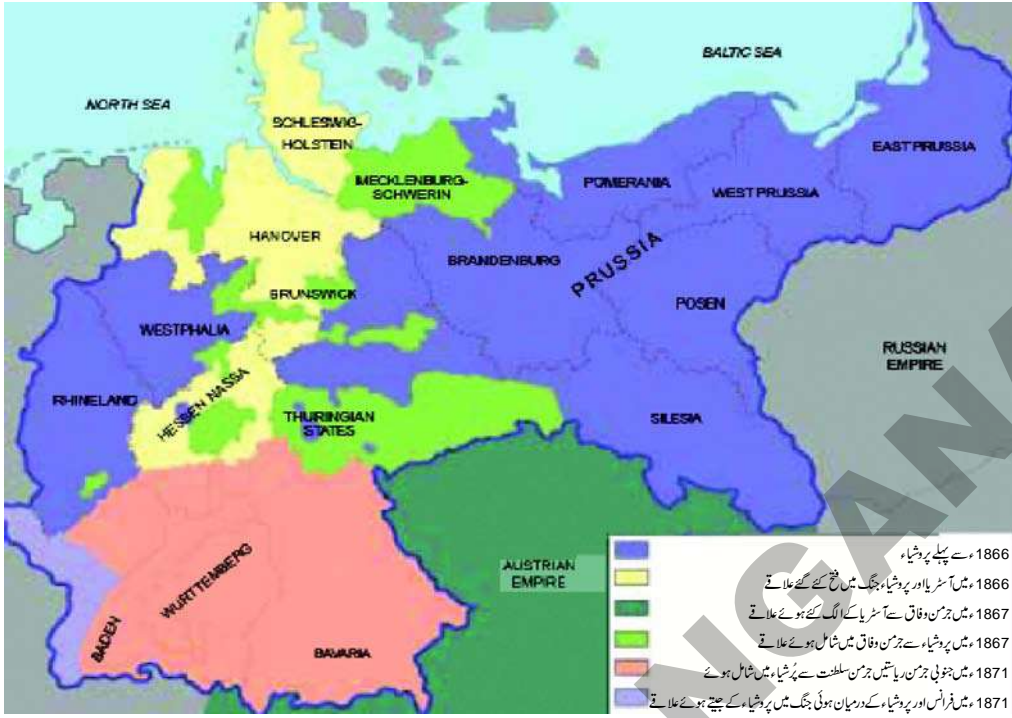 BALTIC SEA
NORTH SEA
SCHLESWIG-
HOLSTEIN
EAST PRUSSIA
MECKLENBURG-
SCHWERIN
POMERANIA
WEST PRUSSIA
HANOVER
BRANDENBURG
PRUSSIA
BRUNSWICK
POSEN
WESTPHALIA
RUSSIAN
EMPIRE
RHINELAND
HESSEN NASSA
THURINGIAN
STATES
SILESIA
AUSTRIAN
EMPIRE
WURTTEMBERG
BADEN
BAVARIA
1866ء سے پہلے پروشیاء
1866ء میں آسٹریا اور پروشیاء جنگ میں فتح کئے گئے علاقے
1867ء میں جرمن وفاق سے آسٹریا کے الگ کئے ہوئے علاقے
1867ء میں پروشیاء سے جرمن وفاق میں شامل ہوئے علاقے
1871ء میں جنوبی جرمن ریاستیں جرمن سلطنت سے پُرشیاء میں شامل ہوئے
1871ء میں فرانس اور پروشیاء کے درمیان ہوئی جنگ میں پروشیاء کے جیتے ہوئے علاقے